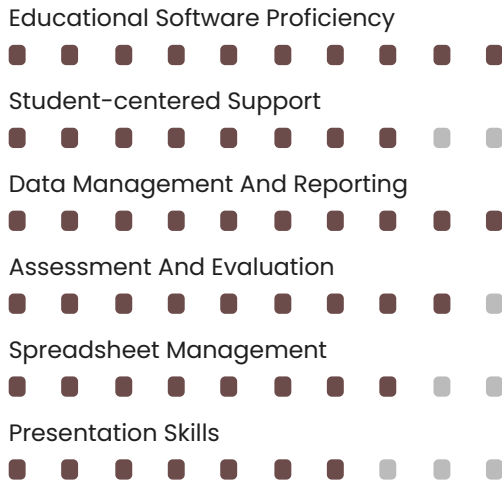 Educational Software Proficiency
Student-centered Support
Data Management And Reporting
Assessment And Evaluation
Spreadsheet Management
Presentation Skills